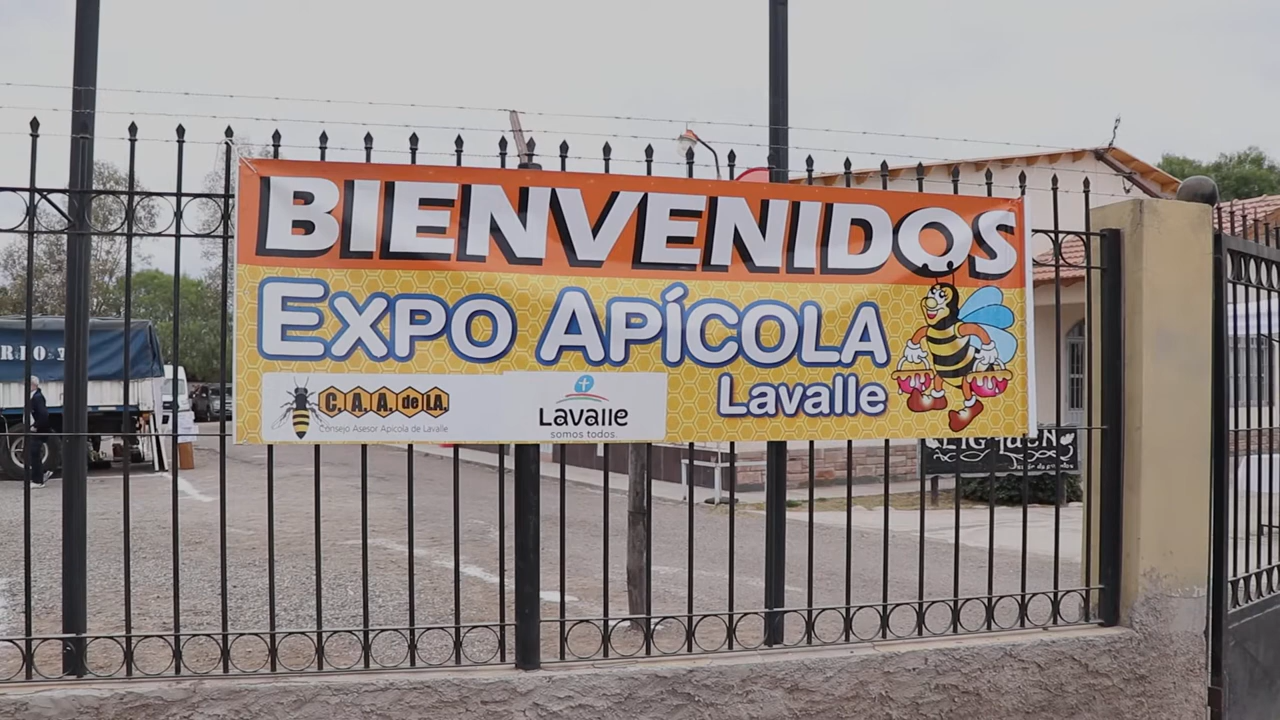 BIENVENIDOS
EXPO APÍCOLA
Lavalle
C. A. A. de LA.
Consejo Asesor Apícola de Lavalle
Lavalle
somos todos.